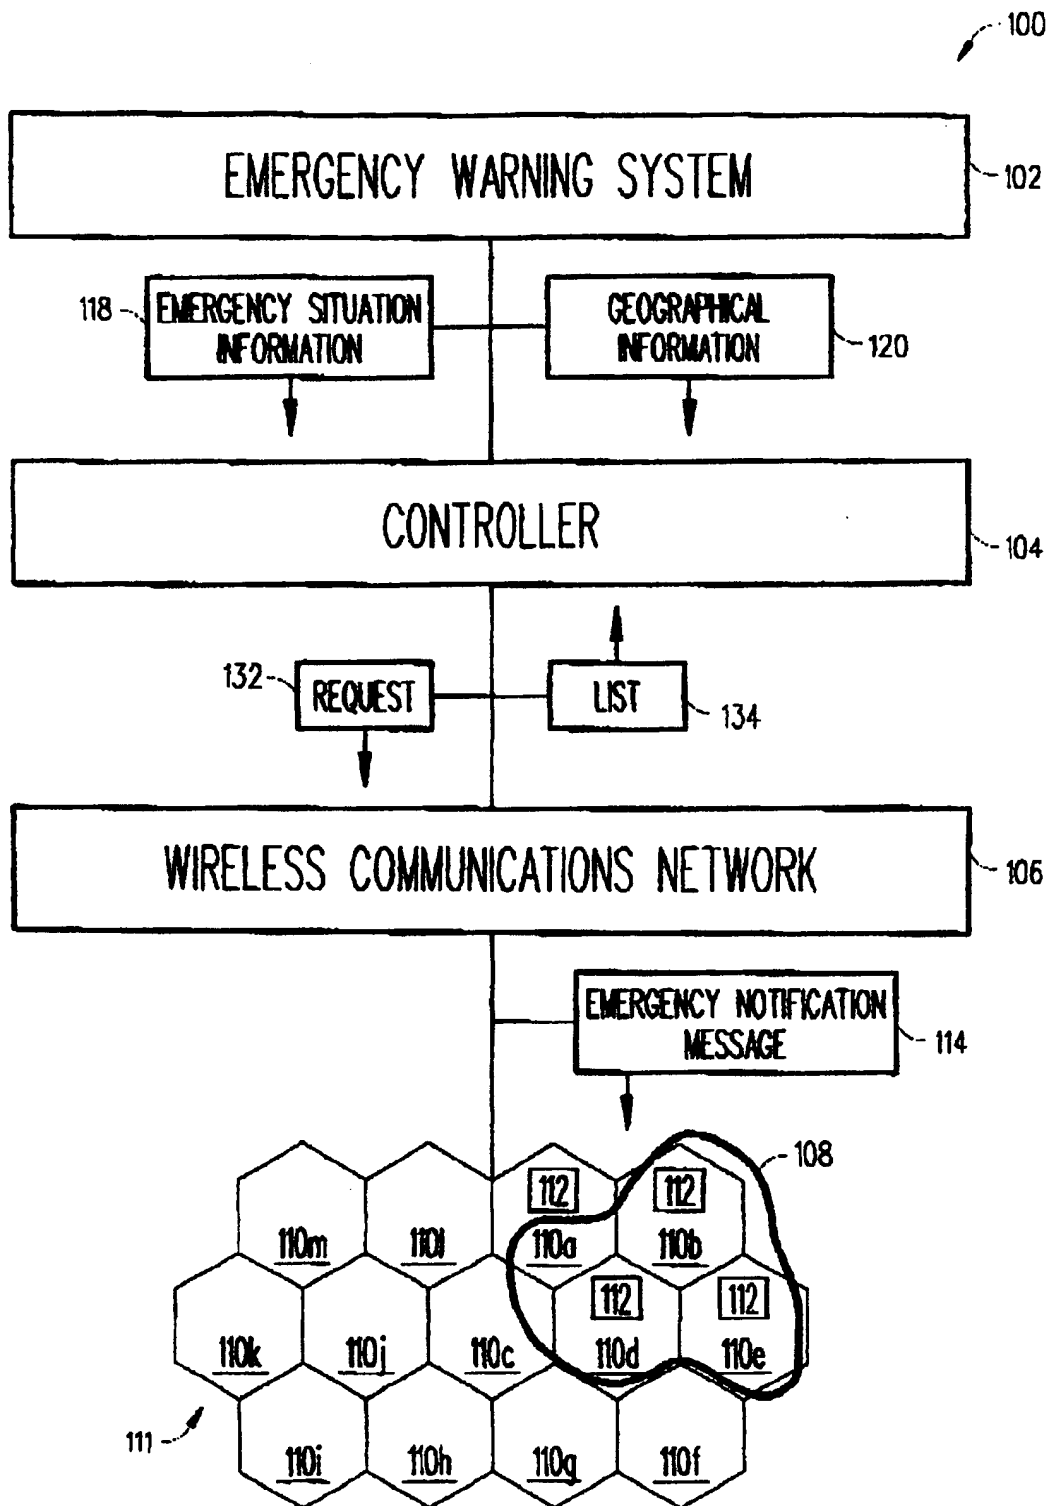 100
EMERGENCY WARNING SYSTEM
102
118
EMERGENCY SITUATION
INFORMATION
GEOGRAPHICAL
INFORMATION
120
CONTROLLER
104
132
REQUEST
LIST
134
WIRELESS COMMUNICATIONS NETWORK
106
EMERGENCY NOTIFICATION
MESSAGE
114
108
112
112
110m
110l
110a
110b
112
112
110k
110j
110c
110d
110e
111
110i
110h
110g
110f